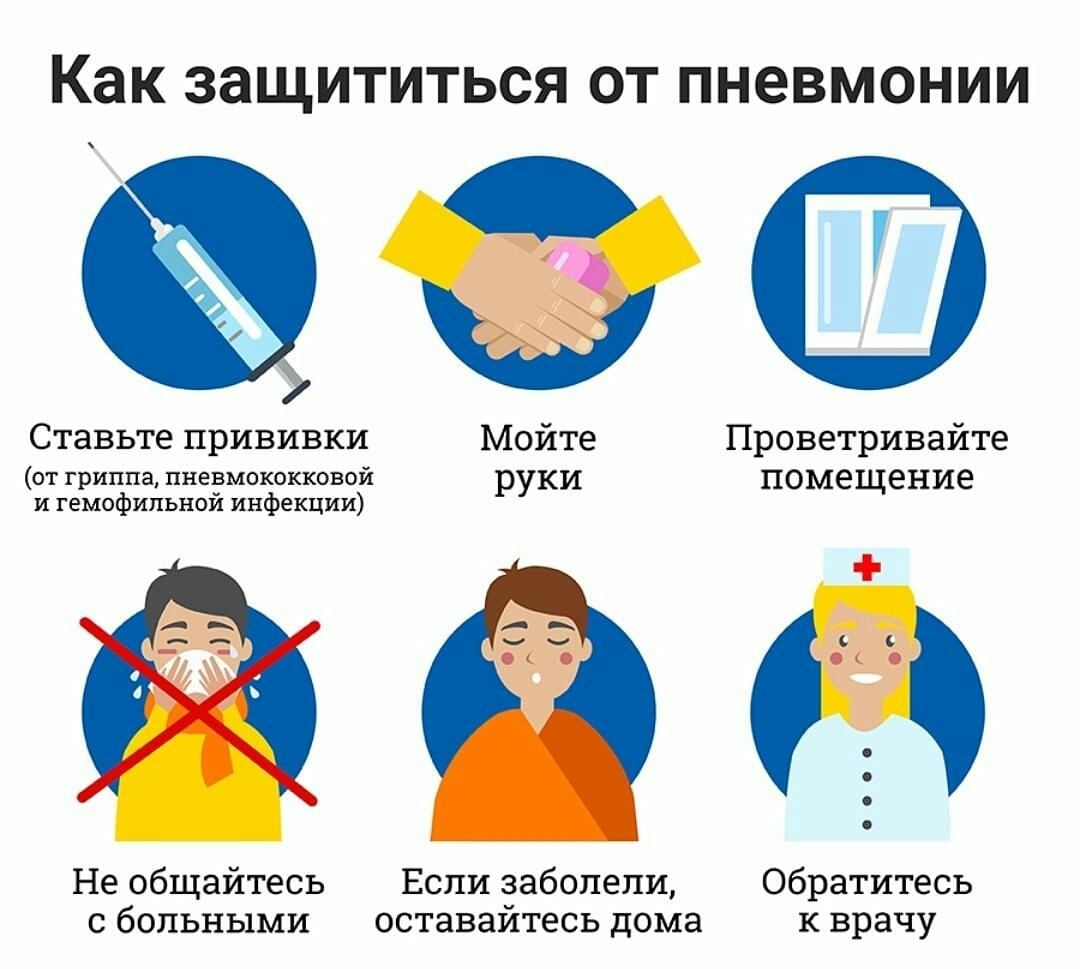 Как защититься от пневмонии
Ставьте прививки
(от гриппа, пневмококковой
и гемофильной инфекции)
Мойте
руки
Проветривайте
помещение
Не общайтесь
с больными
Если заболели,
оставайтесь дома
Обратитесь
к врачу